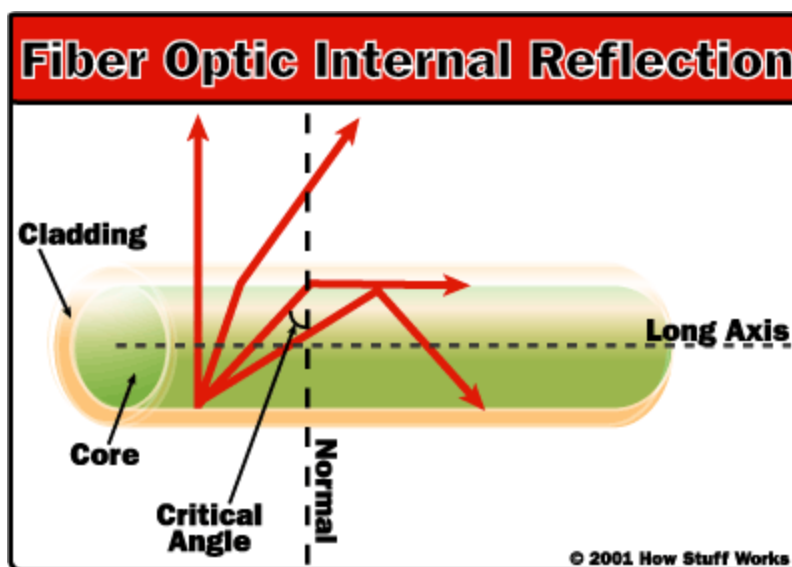 Fiber Optic Internal Reflection
Cladding
Long Axis
Core
Critical
Angle
Normal
© 2001 How Stuff Works